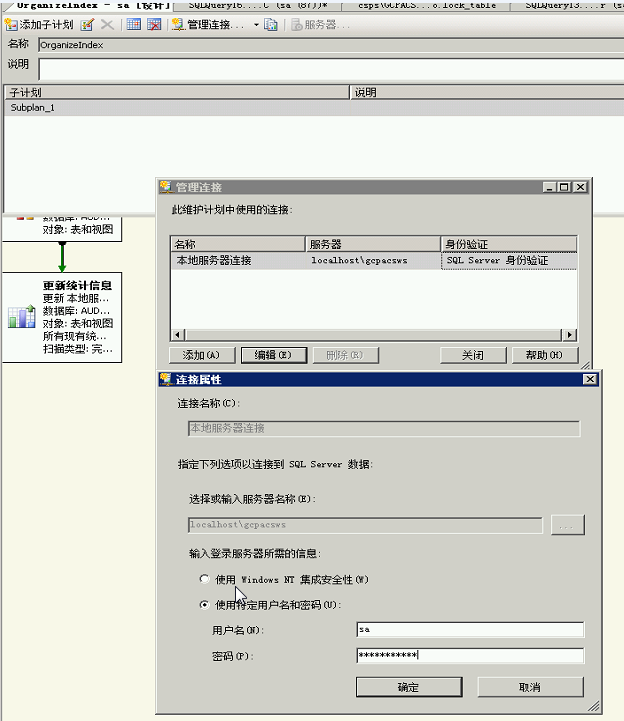 OrganizeIndex - sa [设计] SQLQuery16...C (sa (87))* csps\GCPACS...o.lock_table SQLQuery13....r (s
添加子计划 管理连接... 服务器...
名称 OrganizeIndex
说明
子计划 说明
Subplan_1
数据库: AUD...
对象: 表和视图
更新统计信息
更新 本地服...
数据库: AUD...
对象: 表和视图
所有现有统...
扫描类型: 完...
管理连接
此维护计划中使用的连接:
名称 服务器 身份验证
本地服务器连接 localhost\gcpacsws SQL Server 身份验证
添加(A) 编辑(E) 删除(R) 关闭 帮助(H)
连接属性
连接名称(C):
本地服务器连接
指定下列选项以连接到 SQL Server 数据:
选择或输入服务器名称(E):
localhost\gcpacsws ...
输入登录服务器所需的信息:
使用 Windows NT 集成安全性(W)
使用特定用户名和密码(U):
用户名(N): sa
密码(P): ***********
确定 取消